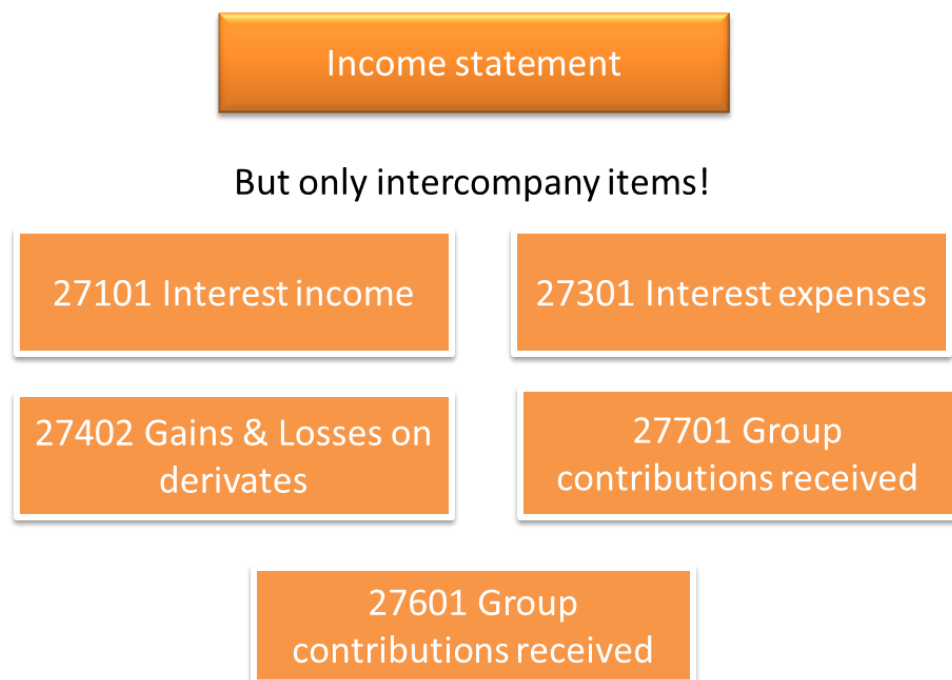 Income statement
But only intercompany items!
27101 Interest income
27301 Interest expenses
27402 Gains & Losses on
derivates
27701 Group
contributions received
27601 Group
contributions received